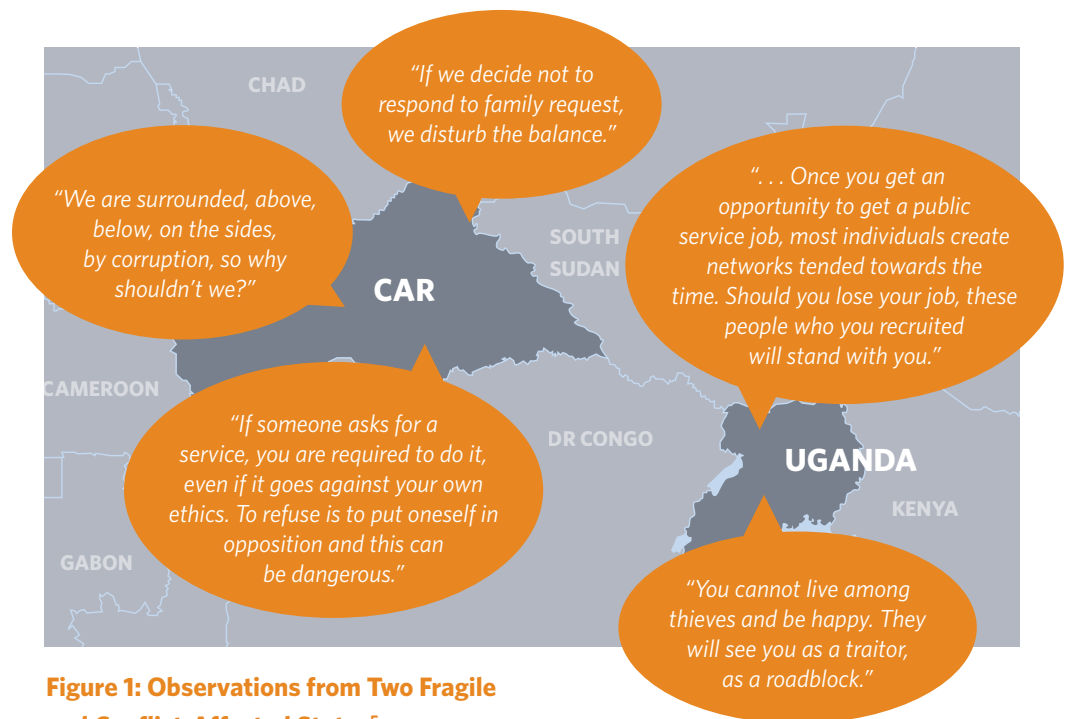 CHAD
“If we decide not to
respond to family request,
we disturb the balance.”
“We are surrounded, above,
below, on the sides,
by corruption, so why
shouldn’t we?”
“. . . Once you get an
opportunity to get a public
service job, most individuals create
networks tended towards the
time. Should you lose your job, these
people who you recruited
will stand with you.”
SOUTH
SUDAN
CAR
CAMEROON
“If someone asks for a
service, you are required to do it,
even if it goes against your own
ethics. To refuse is to put oneself in
opposition and this can
be dangerous.”
DR CONGO
UGANDA
KENYA
GABON
“You cannot live among
thieves and be happy. They
will see you as a traitor,
as a roadblock.”
Figure 1: Observations from Two Fragile
and Conflict-Affected States